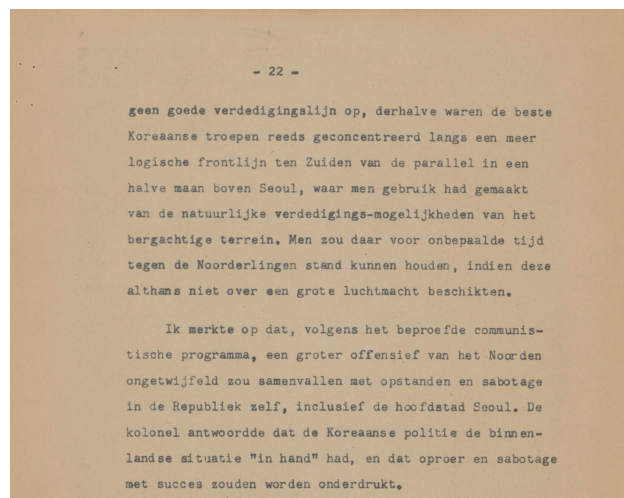 - 22 -
geen goede verdedigingslijn op, derhalve waren de beste
Koreaanse troepen reeds geconcentreerd langs een meer
logische frontlijn ten Zuiden van de parallel in een
halve maan boven Seoul, waar men gebruik had gemaakt
van de natuurlijke verdedigings-mogelijkheden van het
bergachtige terrein. Men zou daar voor onbepaalde tijd
tegen de Noorderlingen stand kunnen houden, indien deze
althans niet over een grote luchtmacht beschikten.
Ik merkte op dat, volgens het beproefde communis-
tische programma, een groter offensief van het Noorden
ongetwijfeld zou samenvallen met opstanden en sabotage
in de Republiek zelf, inclusief de hoofdstad Seoul. De
kolonel antwoordde dat de Koreaanse politie de binnen-
landse situatie "in hand" had, en dat oproer en sabotage
met succes zouden worden onderdrukt.